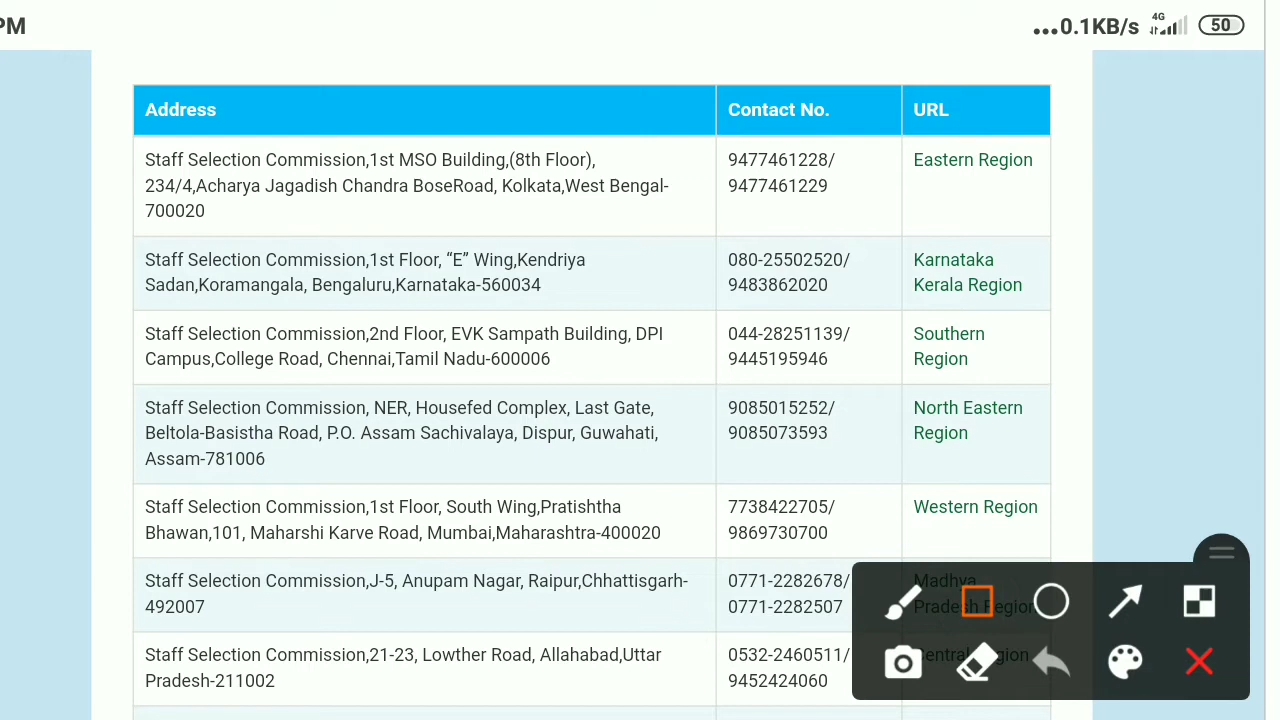 PM
...0.1KB/s 4G 50
Address Contact No. URL
Staff Selection Commission,1st MSO Building,(8th Floor), 9477461228/ Eastern Region
234/4,Acharya Jagadish Chandra BoseRoad, Kolkata,West Bengal- 9477461229
700020
Staff Selection Commission,1st Floor, “E” Wing,Kendriya 080-25502520/ Karnataka
Sadan,Koramangala, Bengaluru,Karnataka-560034 9483862020 Kerala Region
Staff Selection Commission,2nd Floor, EVK Sampath Building, DPI 044-28251139/ Southern
Campus,College Road, Chennai,Tamil Nadu-600006 9445195946 Region
Staff Selection Commission, NER, Housefed Complex, Last Gate, 9085015252/ North Eastern
Beltola-Basistha Road, P.O. Assam Sachivalaya, Dispur, Guwahati, 9085073593 Region
Assam-781006
Staff Selection Commission,1st Floor, South Wing,Pratishtha 7738422705/ Western Region
Bhawan,101, Maharshi Karve Road, Mumbai,Maharashtra-400020 9869730700
Staff Selection Commission,J-5, Anupam Nagar, Raipur,Chhattisgarh- 0771-2282678/ Madhya
492007 0771-2282507 Pradesh Region
Staff Selection Commission,21-23, Lowther Road, Allahabad,Uttar 0532-2460511/ Central Region
Pradesh-211002 9452424060